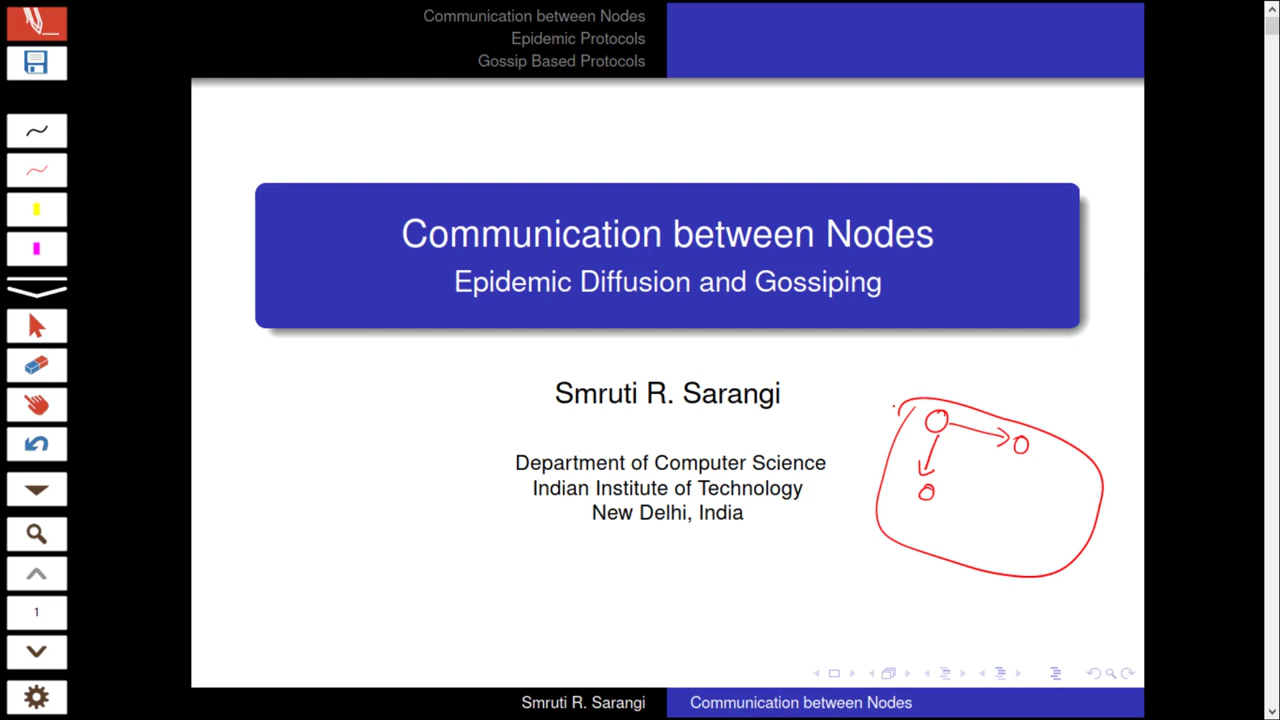 Communication between Nodes
Epidemic Protocols
Gossip Based Protocols
Communication between Nodes
Epidemic Diffusion and Gossiping
Smruti R. Sarangi
Department of Computer Science
Indian Institute of Technology
New Delhi, India
1
Smruti R. Sarangi
Communication between Nodes